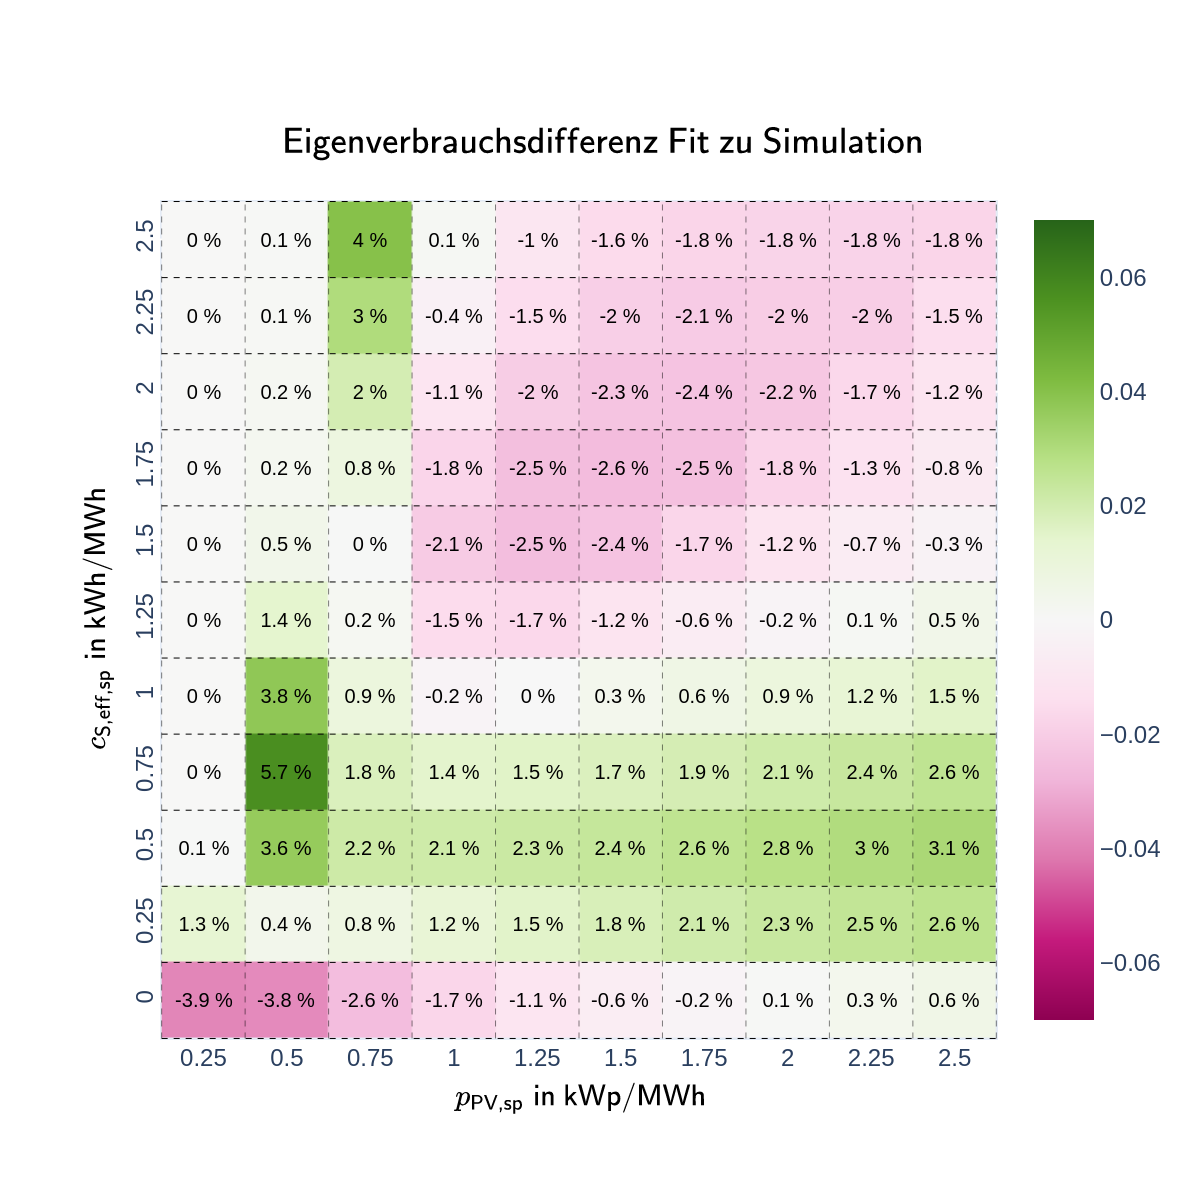 Eigenverbrauchsdifferenz Fit zu Simulation
2.5 0 % 0.1 % 4 % 0.1 % -1 % -1.6 % -1.8 % -1.8 % -1.8 % -1.8 %
2.25 0 % 0.1 % 3 % -0.4 % -1.5 % -2 % -2.1 % -2 % -2 % -1.5 %
2 0 % 0.2 % 2 % -1.1 % -2 % -2.3 % -2.4 % -2.2 % -1.7 % -1.2 %
1.75 0 % 0.2 % 0.8 % -1.8 % -2.5 % -2.6 % -2.5 % -1.8 % -1.3 % -0.8 %
1.5 0 % 0.5 % 0 % -2.1 % -2.5 % -2.4 % -1.7 % -1.2 % -0.7 % -0.3 %
1.25 0 % 1.4 % 0.2 % -1.5 % -1.7 % -1.2 % -0.6 % -0.2 % 0.1 % 0.5 %
1 0 % 3.8 % 0.9 % -0.2 % 0 % 0.3 % 0.6 % 0.9 % 1.2 % 1.5 %
0.75 0 % 5.7 % 1.8 % 1.4 % 1.5 % 1.7 % 1.9 % 2.1 % 2.4 % 2.6 %
0.5 0.1 % 3.6 % 2.2 % 2.1 % 2.3 % 2.4 % 2.6 % 2.8 % 3 % 3.1 %
0.25 1.3 % 0.4 % 0.8 % 1.2 % 1.5 % 1.8 % 2.1 % 2.3 % 2.5 % 2.6 %
0 -3.9 % -3.8 % -2.6 % -1.7 % -1.1 % -0.6 % -0.2 % 0.1 % 0.3 % 0.6 %
0.25 0.5 0.75 1 1.25 1.5 1.75 2 2.25 2.5
p PV,sp in kWp/MWh
c S,eff,sp in kWh/MWh
0.06
0.04
0.02
0
−0.02
−0.04
−0.06